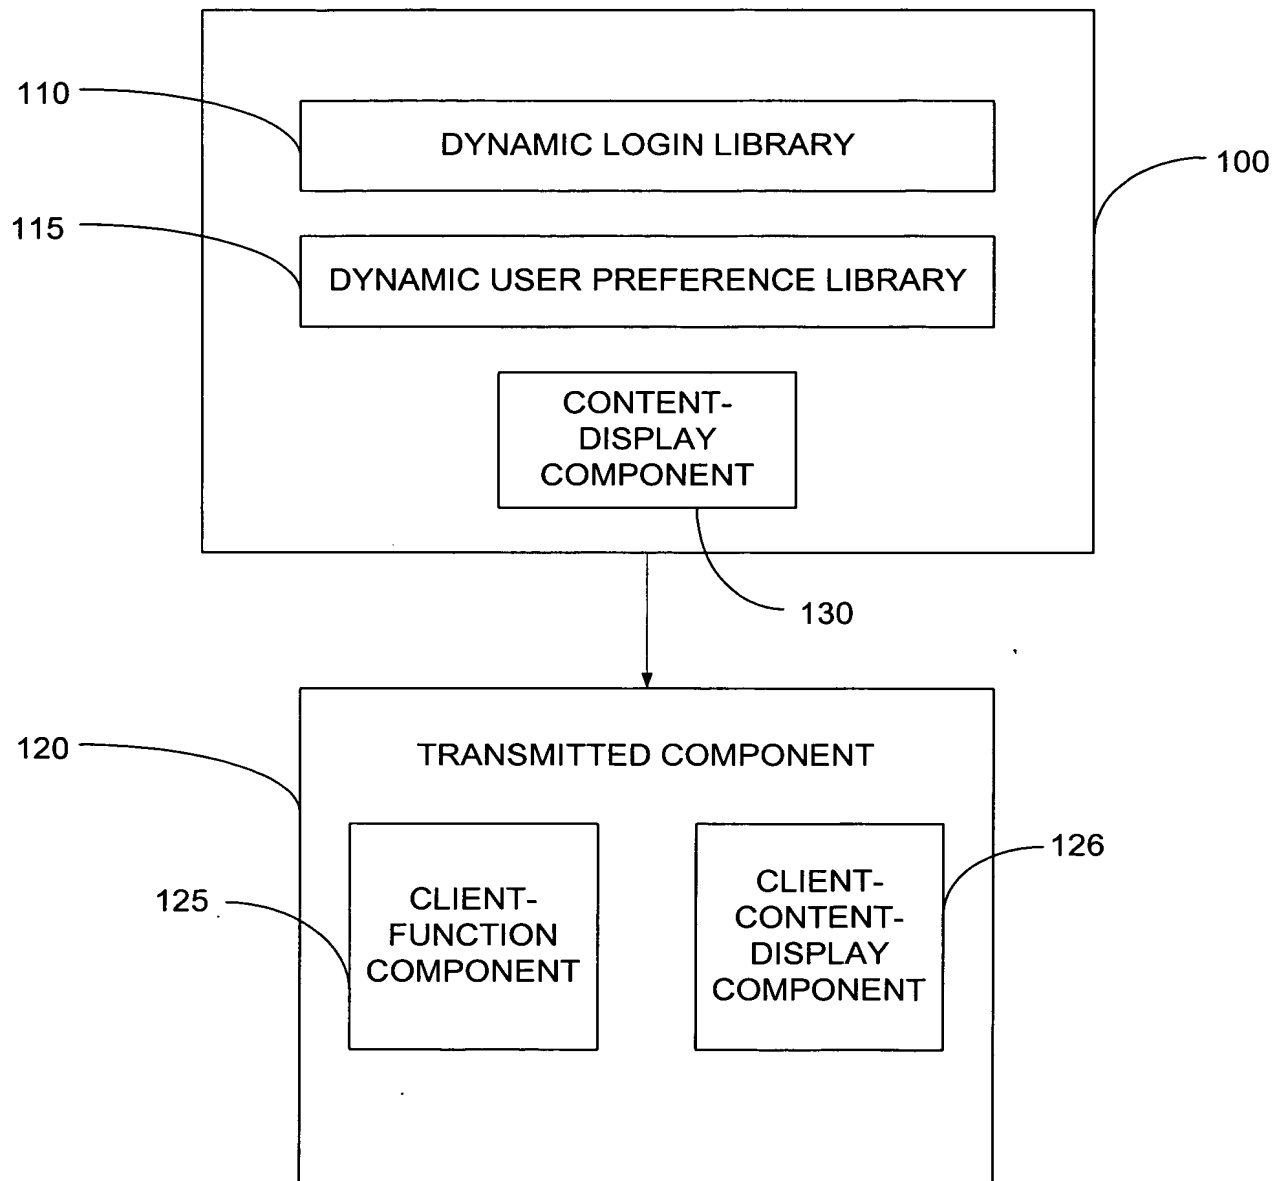 110
DYNAMIC LOGIN LIBRARY
100
115
DYNAMIC USER PREFERENCE LIBRARY
CONTENT-
DISPLAY
COMPONENT
130
120
TRANSMITTED COMPONENT
126
125
CLIENT-
FUNCTION
COMPONENT
CLIENT-
CONTENT-
DISPLAY
COMPONENT